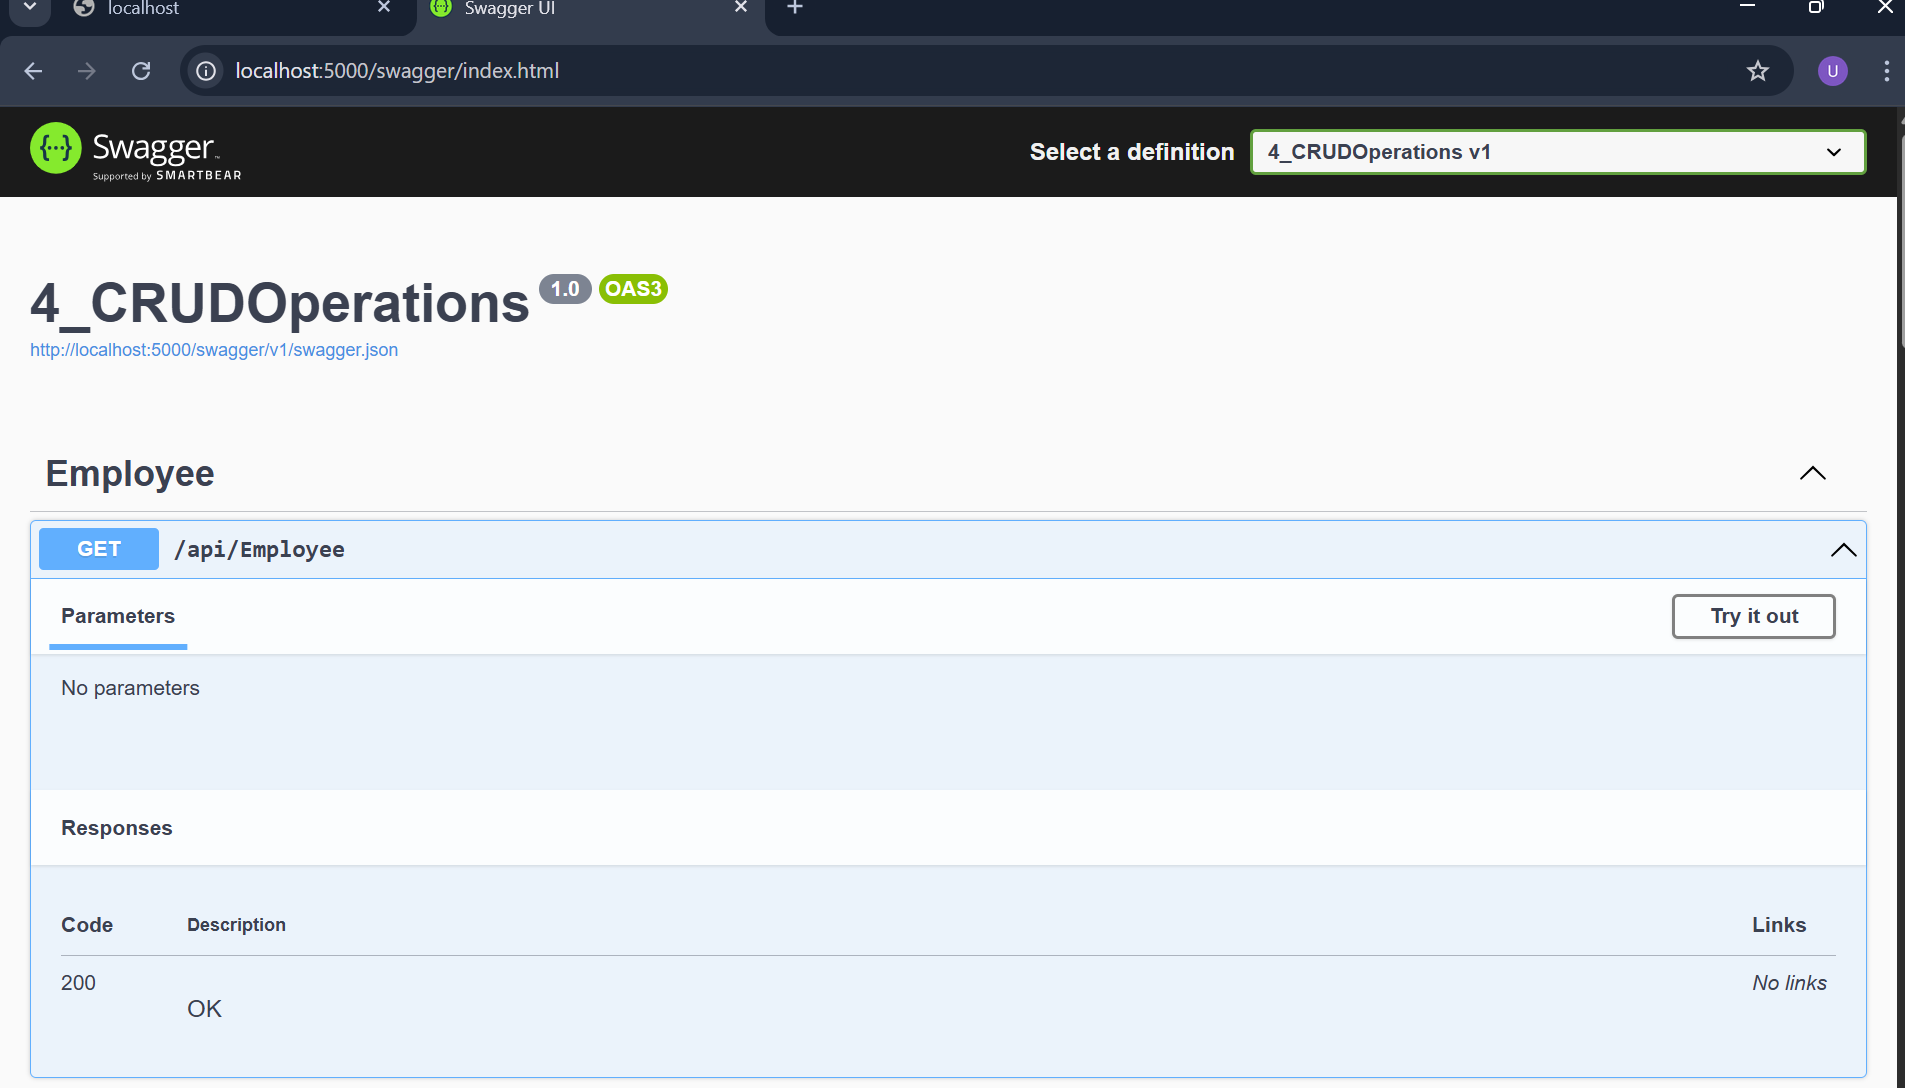 localhost
Swagger UI
localhost:5000/swagger/index.html
U
{···} Swagger™
Supported by SMARTBEAR
Select a definition
4_CRUDOperations v1
4_CRUDOperations 1.0 OAS3
http://localhost:5000/swagger/v1/swagger.json
Employee
GET /api/Employee
Parameters
Try it out
No parameters
Responses
Code Description Links
200 No links
OK